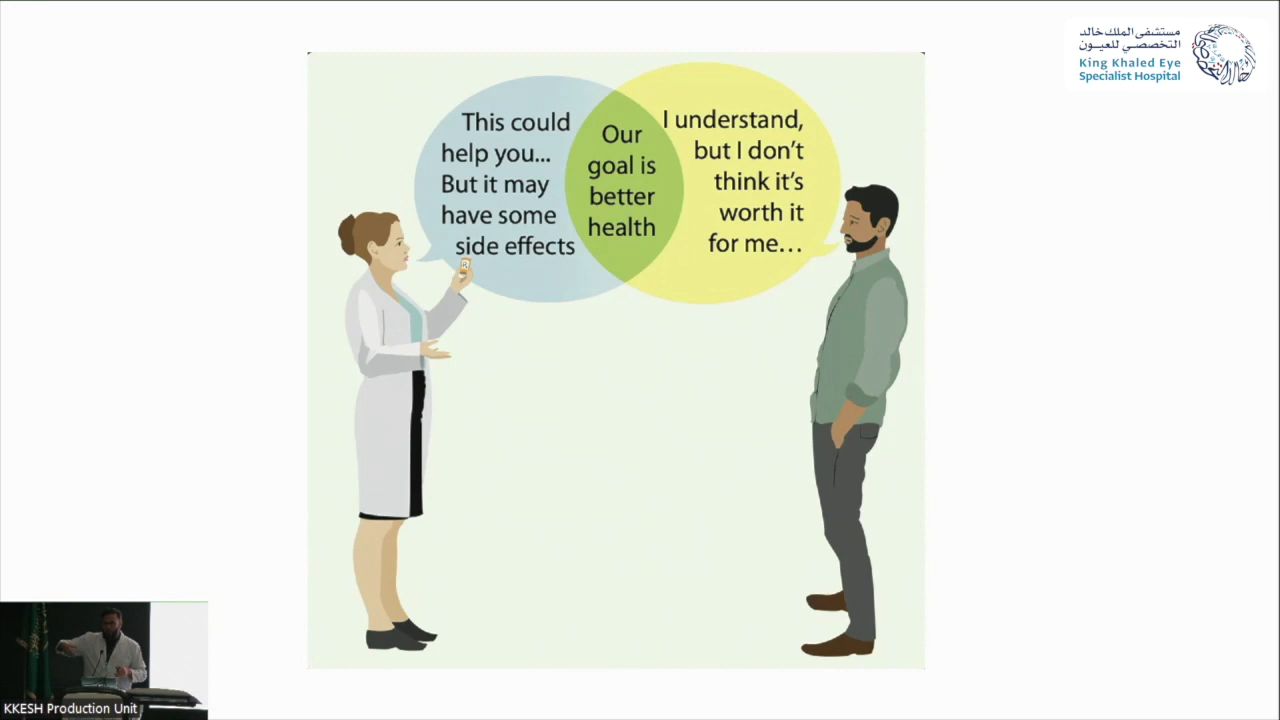 مستشفى الملك خالد
التخصصي للعيون
King Khaled Eye
Specialist Hospital
This could
help you...
But it may
have some
side effects
Our
goal is
better
health
I understand,
but I don't
think it's
worth it
for me...
KKESH Production Unit